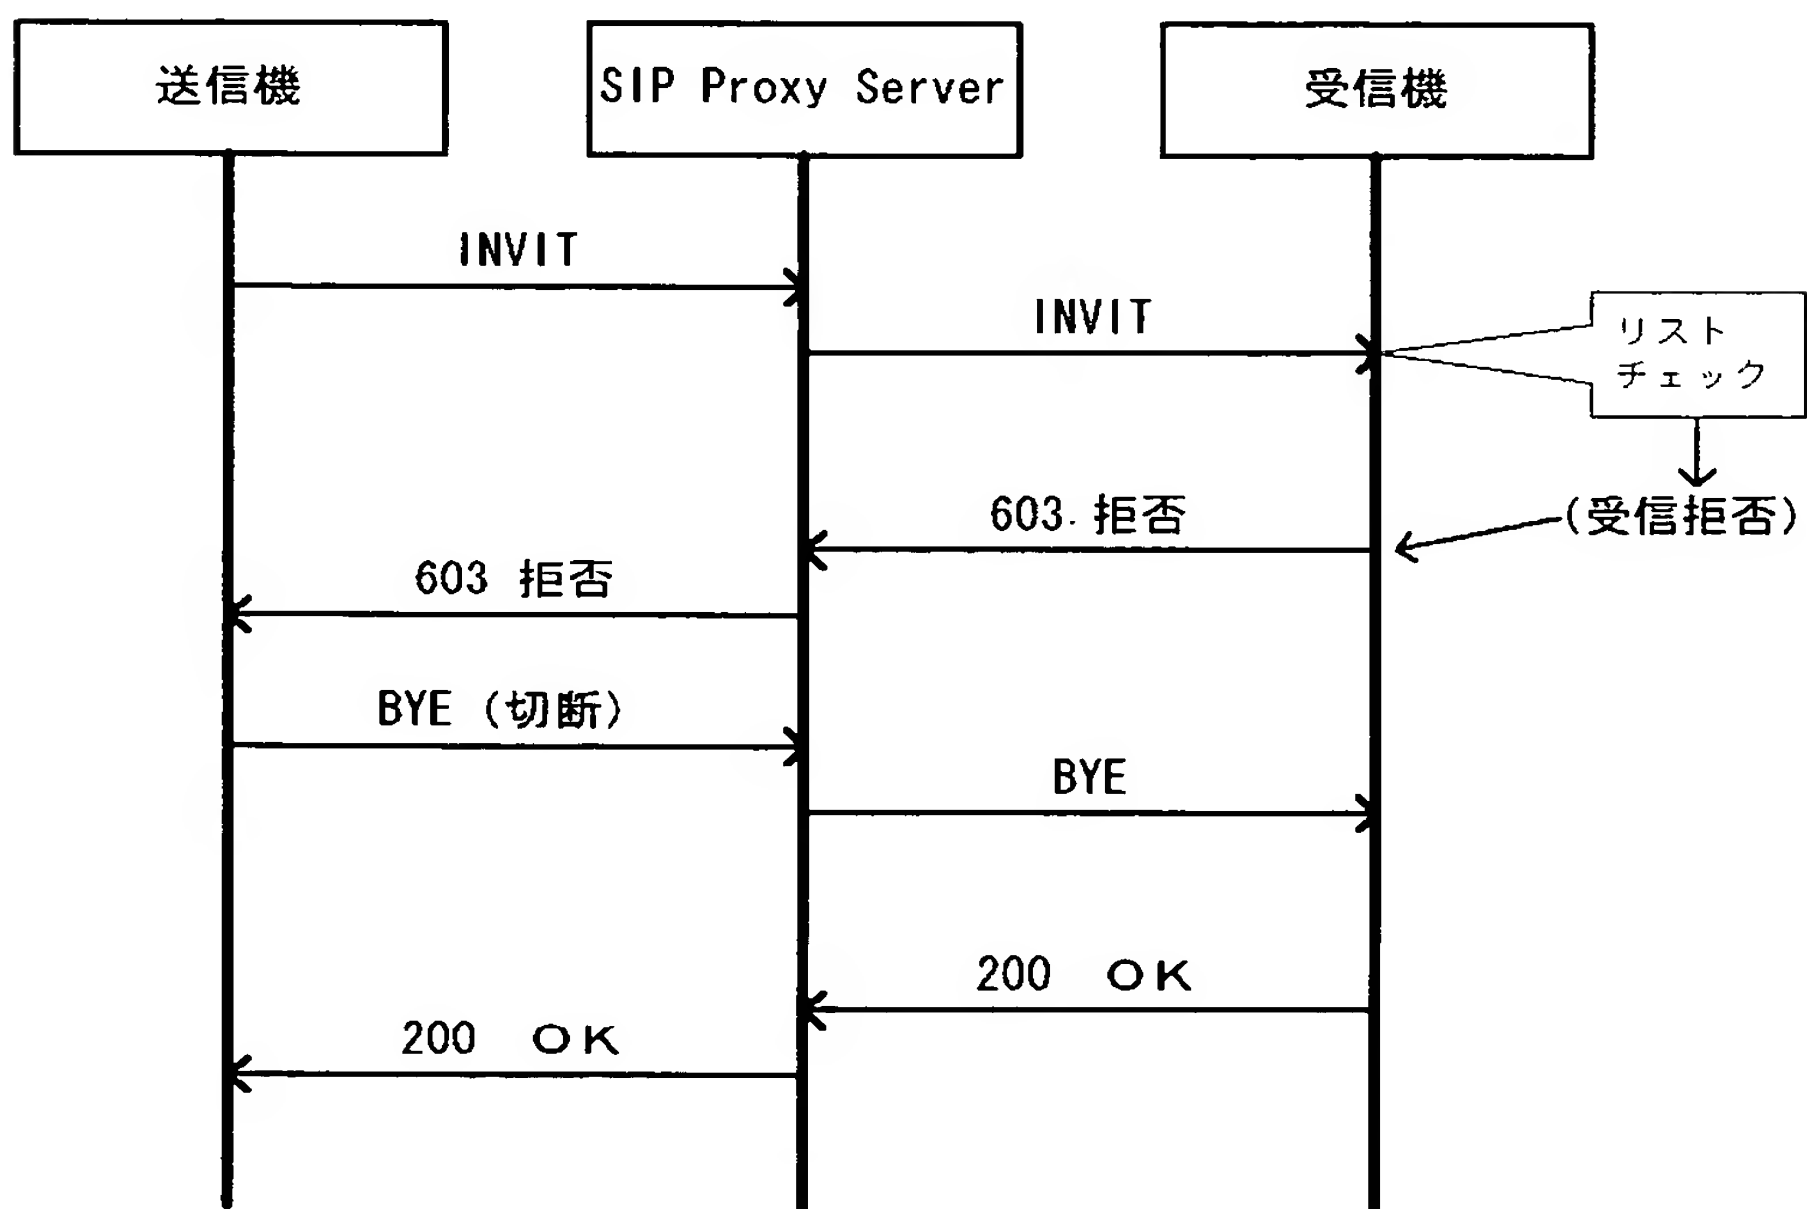 送信機
SIP Proxy Server
受信機
INVIT
INVIT
リスト
チェック
603 拒否
(受信拒否)
603 拒否
BYE (切断)
BYE
200 OK
200 OK